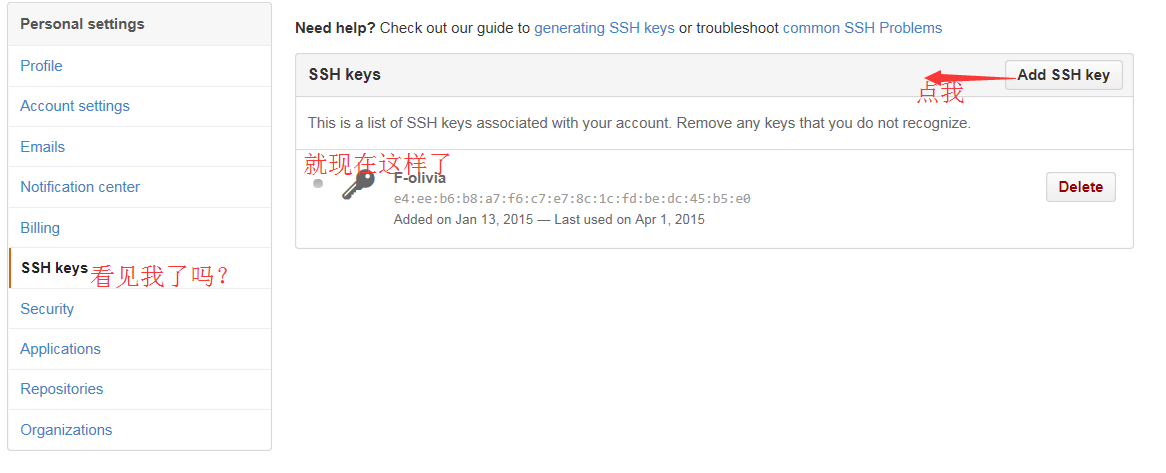 Personal settings
Profile
Account settings
Emails
Notification center
Billing
SSH keys
看见我了吗?
Security
Applications
Repositories
Organizations
Need help? Check out our guide to generating SSH keys or troubleshoot common SSH Problems
SSH keys
Add SSH key
点我
This is a list of SSH keys associated with your account. Remove any keys that you do not recognize.
就现在这样了
F-olivia
e4:ee:b6:b8:a7:f6:c7:e7:8c:1c:fd:be:dc:45:b5:e0
Added on Jan 13, 2015 — Last used on Apr 1, 2015
Delete